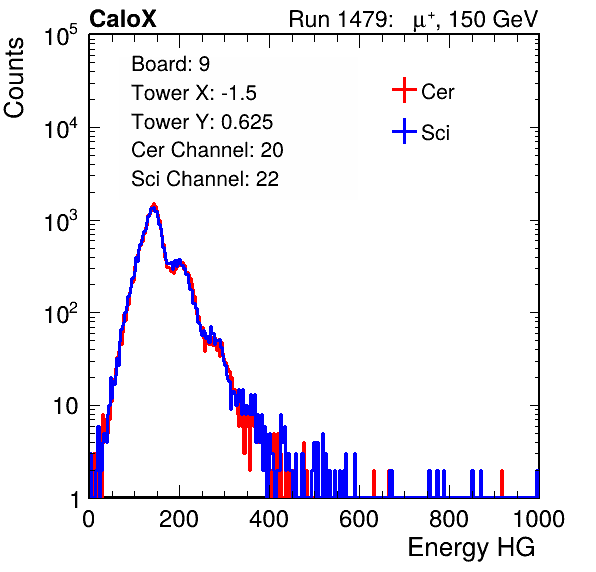 CaloX Run 1479: μ⁺, 150 GeV
Counts
10⁵
10⁴
10³
10²
10
1
Board: 9
Tower X: -1.5
Tower Y: 0.625
Cer Channel: 20
Sci Channel: 22
Cer
Sci
0 200 400 600 800 1000
Energy HG